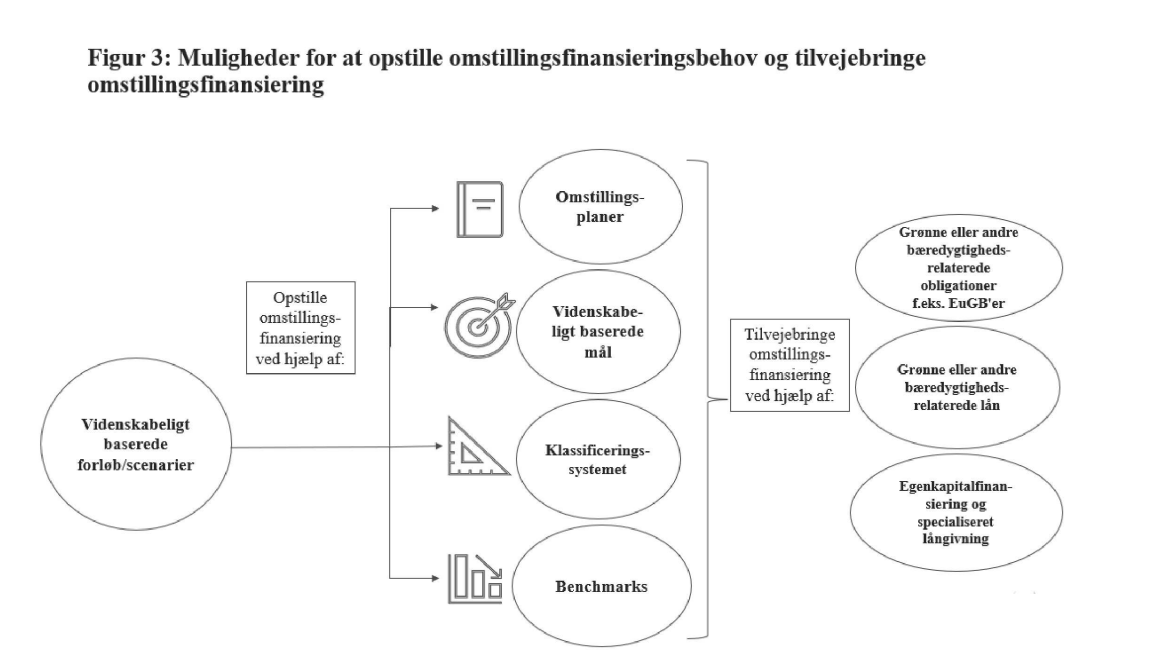 Figur 3: Muligheder for at opstille omstillingsfinansieringsbehov og tilvejebringe
omstillingsfinansiering
Videnskabeligt
baserede
forløb/scenarier
Opstille
omstillings-
finansiering
ved hjælp af:
Omstillings-
planer
Videnskabe-
ligt baserede
mål
Klassificerings-
systemet
Benchmarks
Tilvejebringe
omstillings-
finansiering
ved hjælp af:
Grønne eller andre
bæredygtigheds-
relaterede
obligationer
f.eks. EuGB'er
Grønne eller andre
bæredygtigheds-
relaterede lån
Egenkapitalfinan-
siering og
specialiseret
långivning